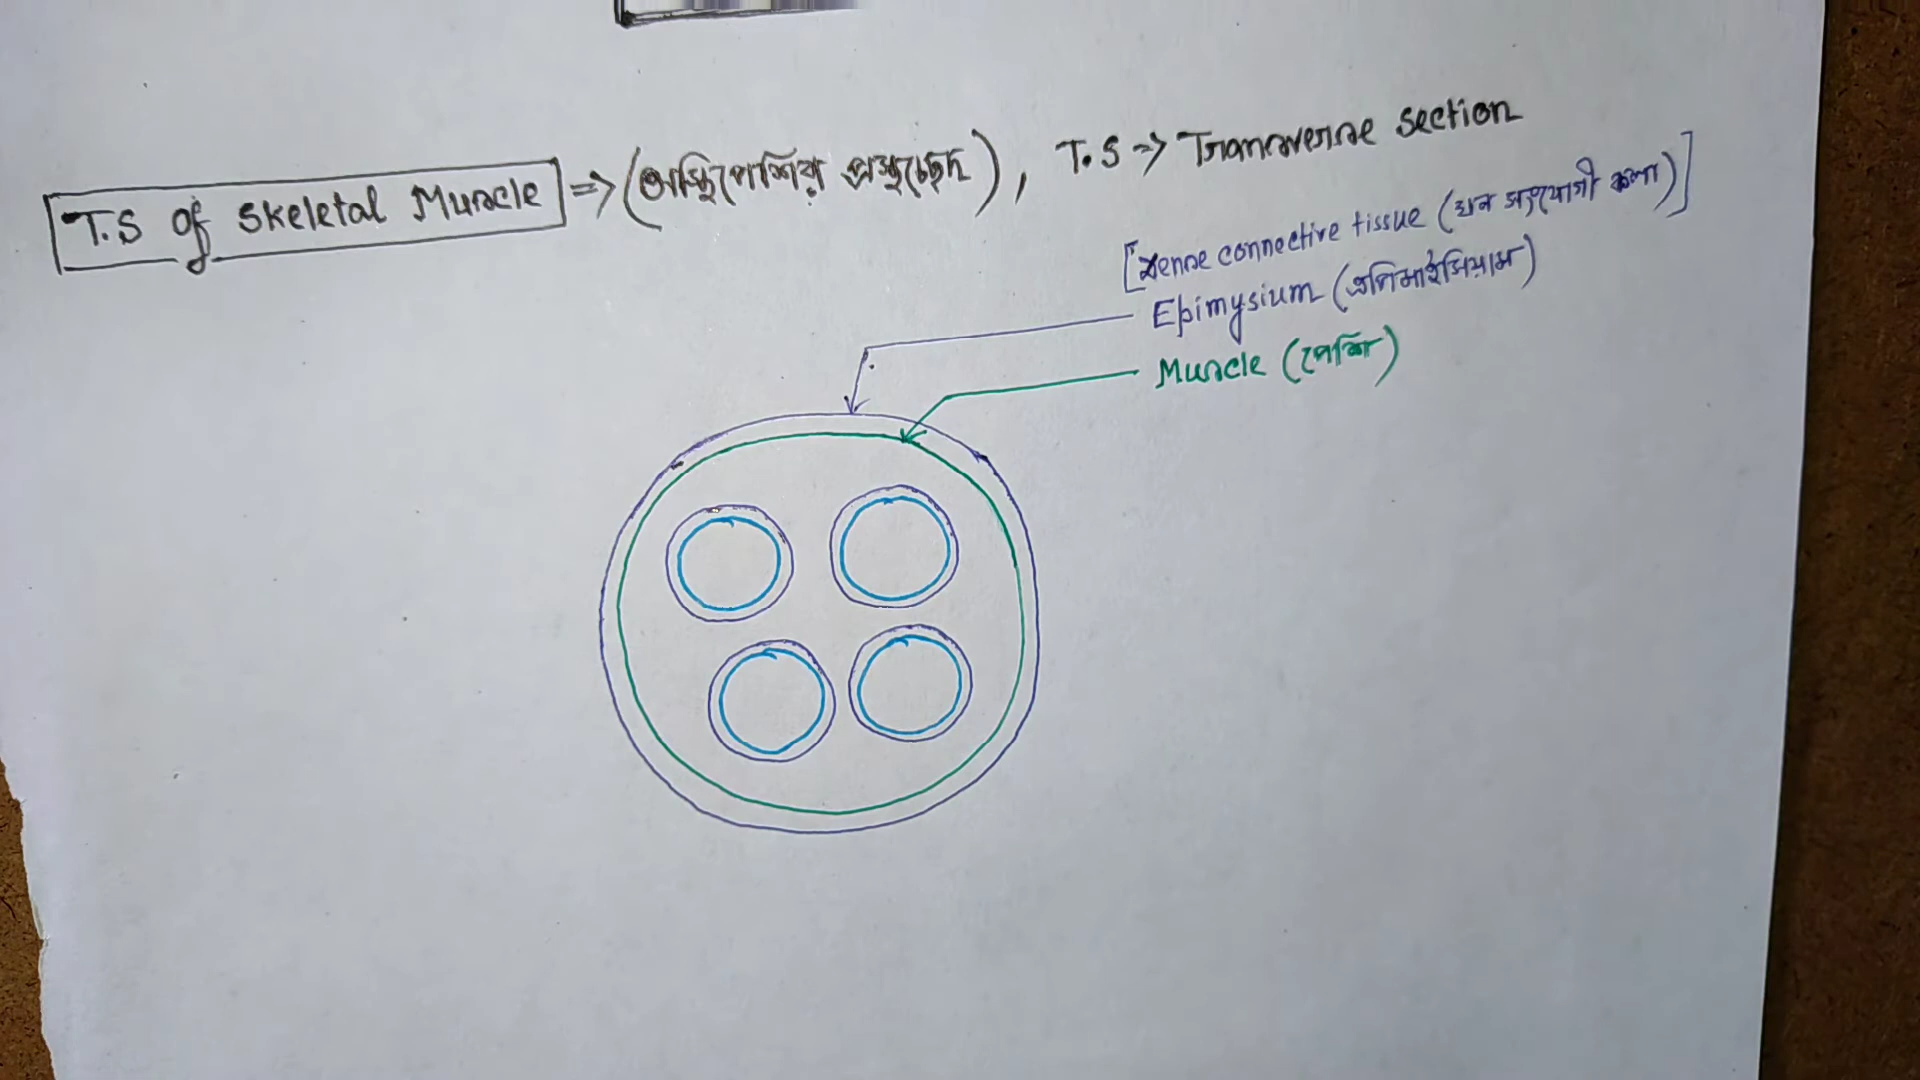 T.S of Skeletal Muscle => (অস্থিপেশির প্রস্থচ্ছেদ), T.S => Transverse section
[Dense connective tissue (ঘন সংযোগী কলা)]
Epimysium (এপিমাইসিয়াম)
Muscle (পেশি)